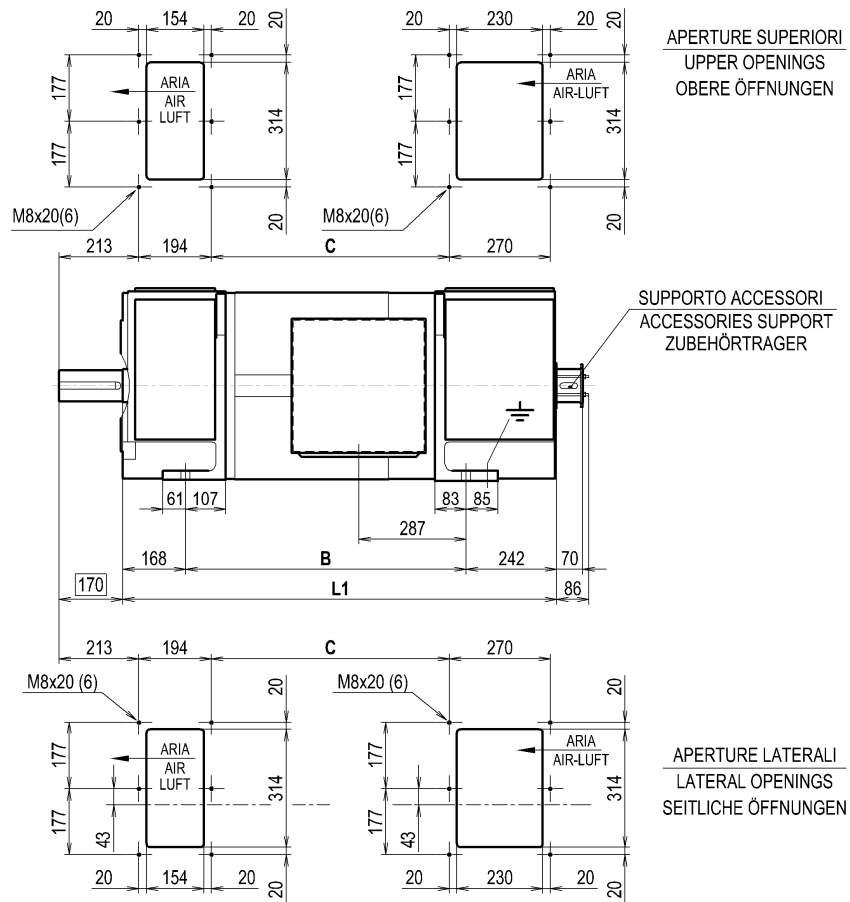 20 154 20 20
20 230 20 20
APERTURE SUPERIORI
UPPER OPENINGS
OBERE ÖFFNUNGEN
177
177
ARIA
AIR
LUFT
314
20
177
177
ARIA
AIR-LUFT
314
20
M8x20(6)
M8x20(6)
213 194 C 270
SUPPORTO ACCESSORI
ACCESSORIES SUPPORT
ZUBEHÖRTRAGER
61 107 83 85
287
168 B 242 70
170 L1 86
213 194 C 270
M8x20 (6)
M8x20 (6)
20
20
177
177
43
ARIA
AIR
LUFT
314
177
177
43
ARIA
AIR-LUFT
314
APERTURE LATERALI
LATERAL OPENINGS
SEITLICHE ÖFFNUNGEN
20 154 20 20
20 230 20 20